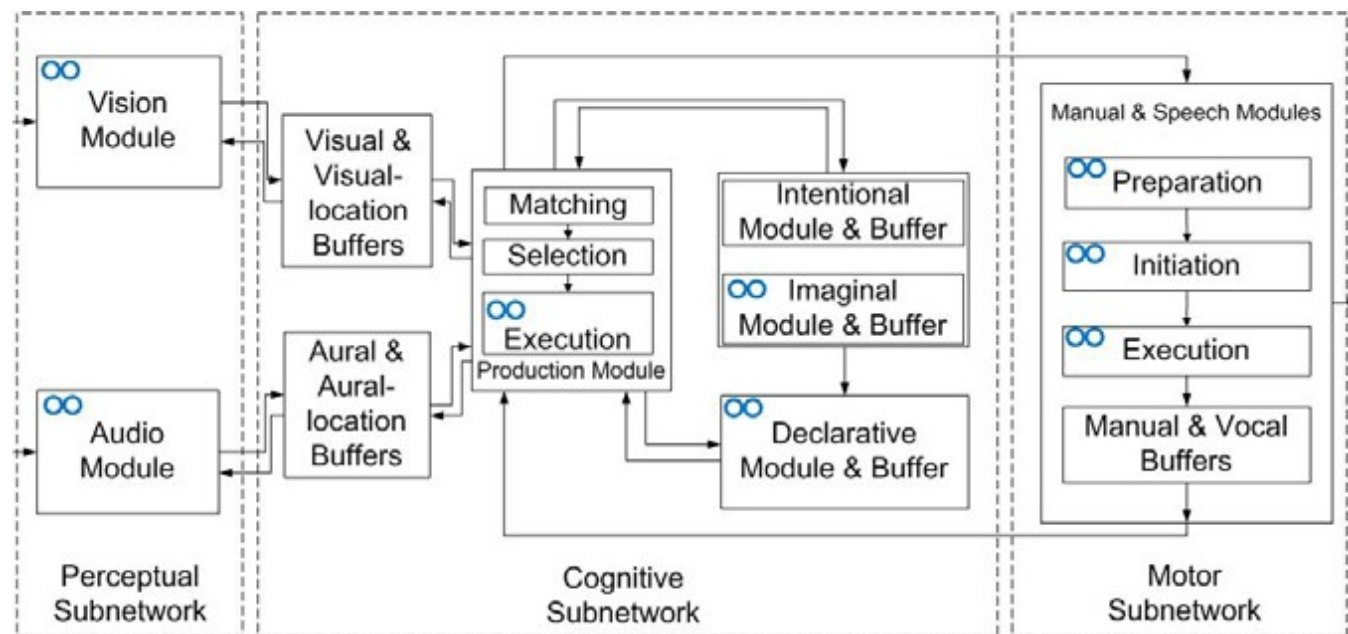 Vision
Module
Visual &
Visual-
location
Buffers
Matching
Selection
Execution
Production Module
Intentional
Module & Buffer
Imaginal
Module & Buffer
Manual & Speech Modules
Preparation
Initiation
Execution
Manual & Vocal
Buffers
Audio
Module
Aural &
Aural-
location
Buffers
Declarative
Module & Buffer
Perceptual
Subnetwork
Cognitive
Subnetwork
Motor
Subnetwork